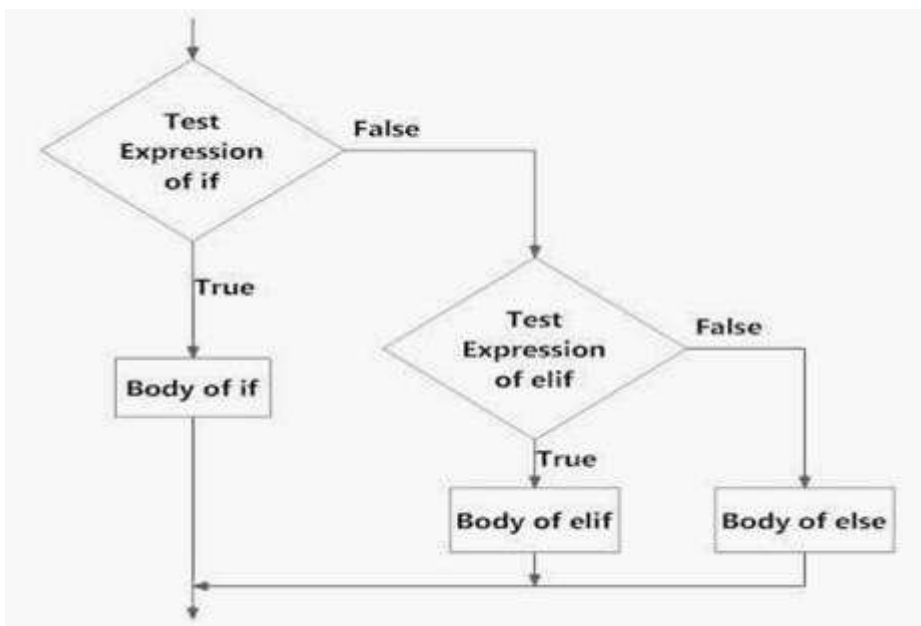 Test
Expression
of if
False
True
Body of if
Test
Expression
of elif
False
True
Body of elif
Body of else